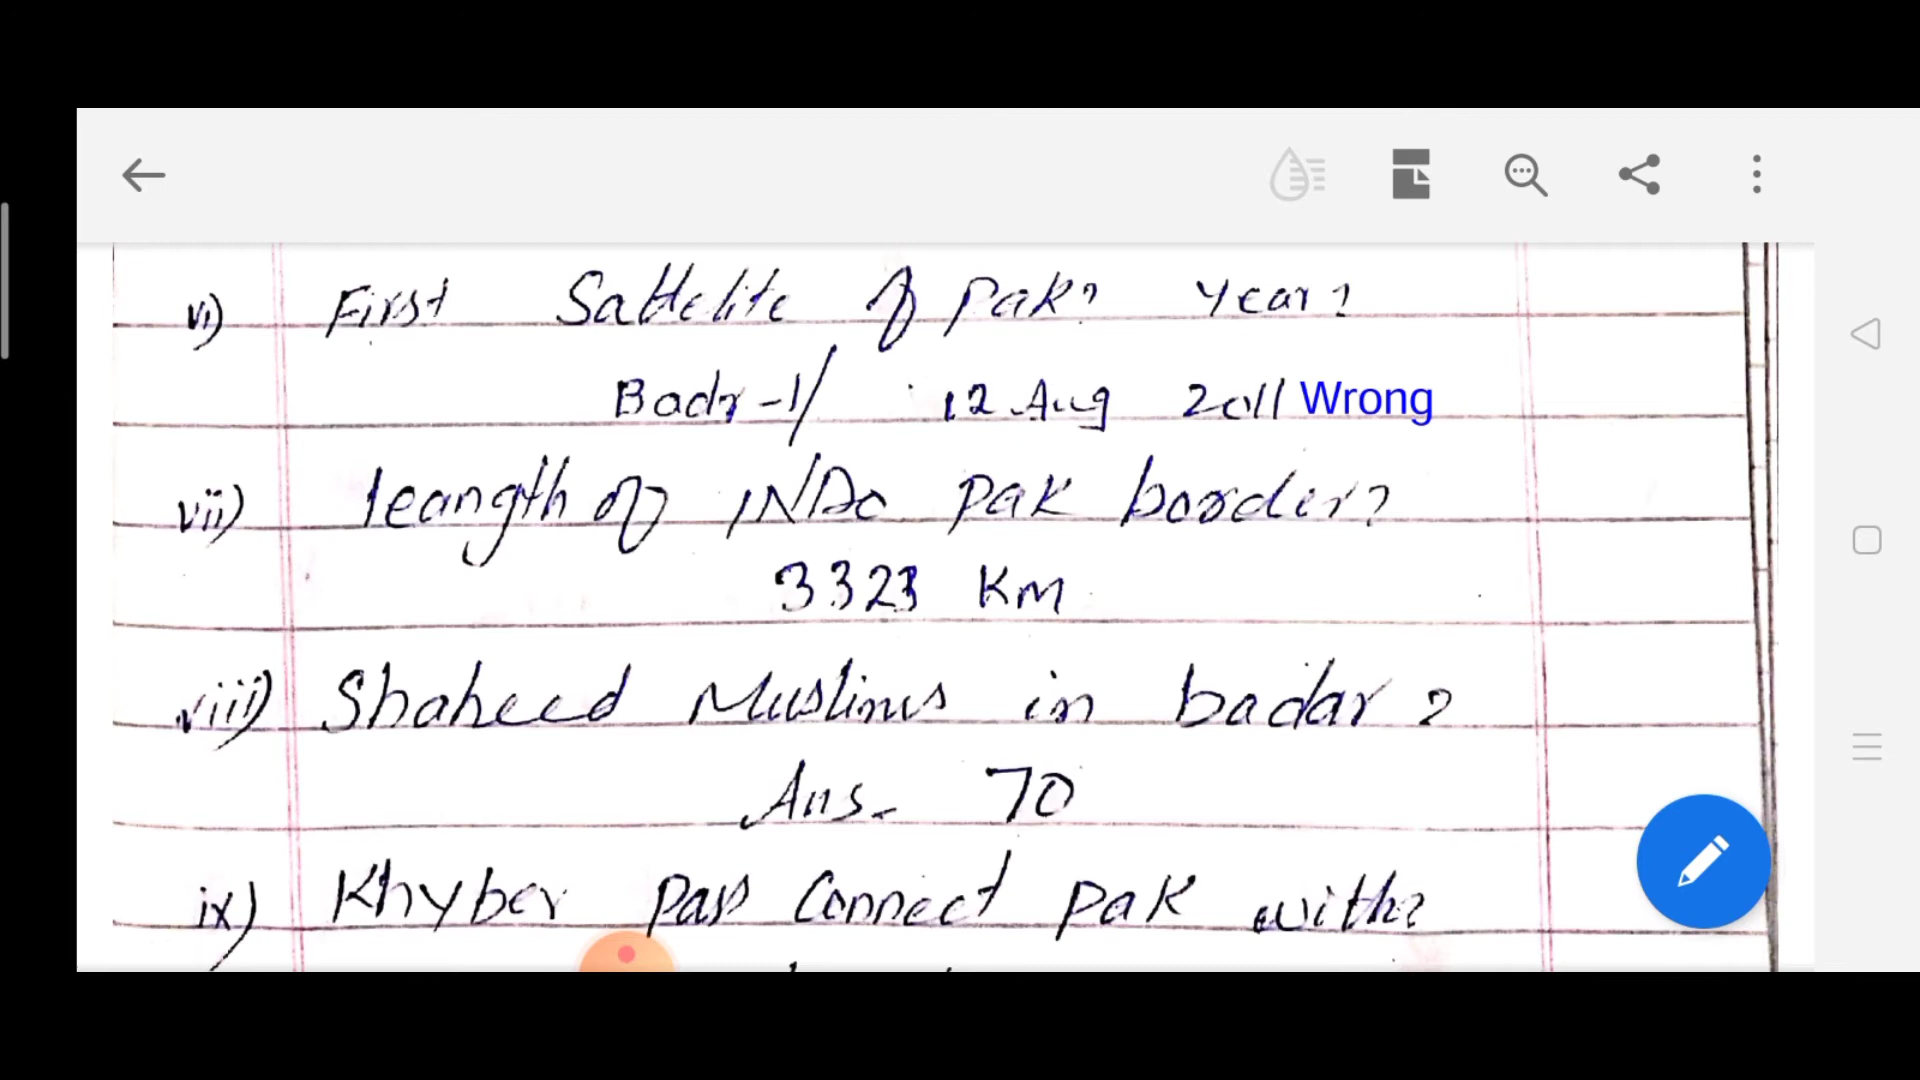 vi) First Sattelite of Pak? Year?
Badr-1/ 12 Aug 2011 Wrong
vii) leangth of INDO Pak boorder?
3323 KM
viii) Shaheed Muslims in badar?
Ans. 70
ix) Khyber pass Connect Pak with?